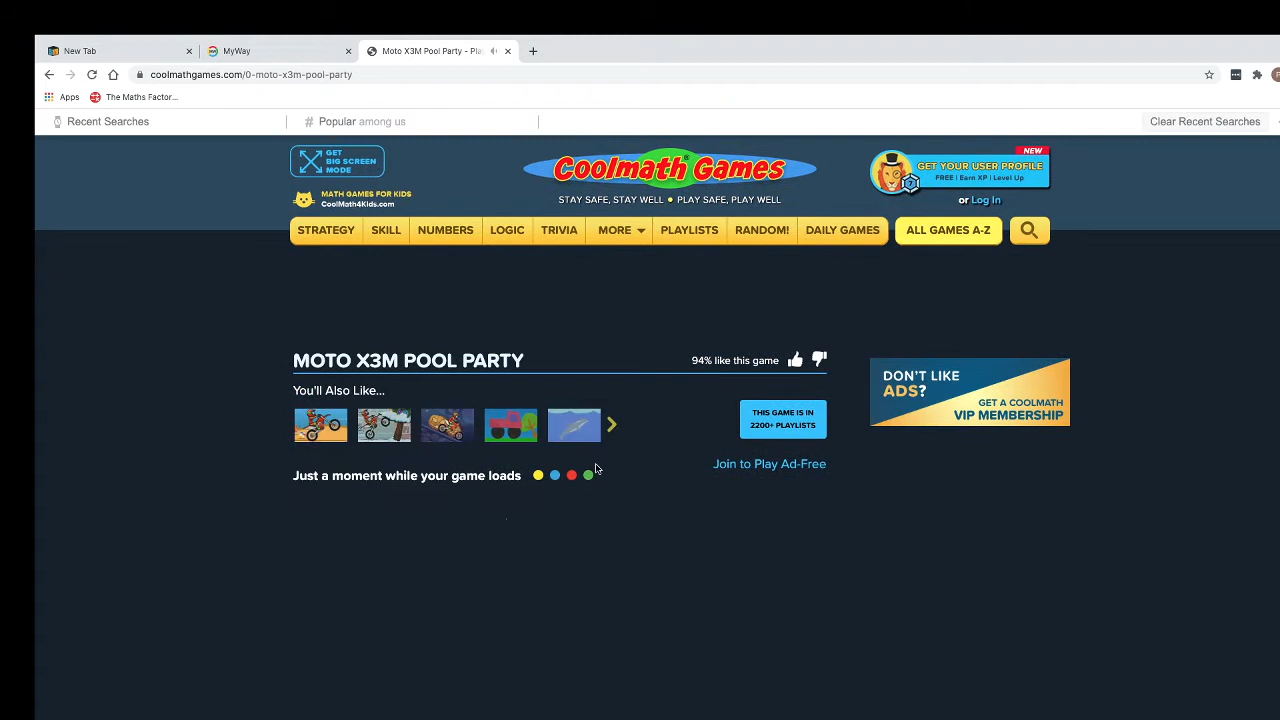 New Tab
MyWay
Moto X3M Pool Party - Pla
coolmathgames.com/0-moto-x3m-pool-party
Apps
The Maths Factor...
Recent Searches
# Popular among us
Clear Recent Searches
GET
BIG SCREEN
MODE
MATH GAMES FOR KIDS
CoolMath4Kids.com
Coolmath Games
STAY SAFE, STAY WELL • PLAY SAFE, PLAY WELL
NEW
GET YOUR USER PROFILE
FREE | Earn XP | Level Up
or Log In
STRATEGY
SKILL
NUMBERS
LOGIC
TRIVIA
MORE
PLAYLISTS
RANDOM!
DAILY GAMES
ALL GAMES A-Z
MOTO X3M POOL PARTY
94% like this game
You'll Also Like...
THIS GAME IS IN
2200+ PLAYLISTS
Join to Play Ad-Free
Just a moment while your game loads
DON'T LIKE
ADS?
GET A COOLMATH
VIP MEMBERSHIP